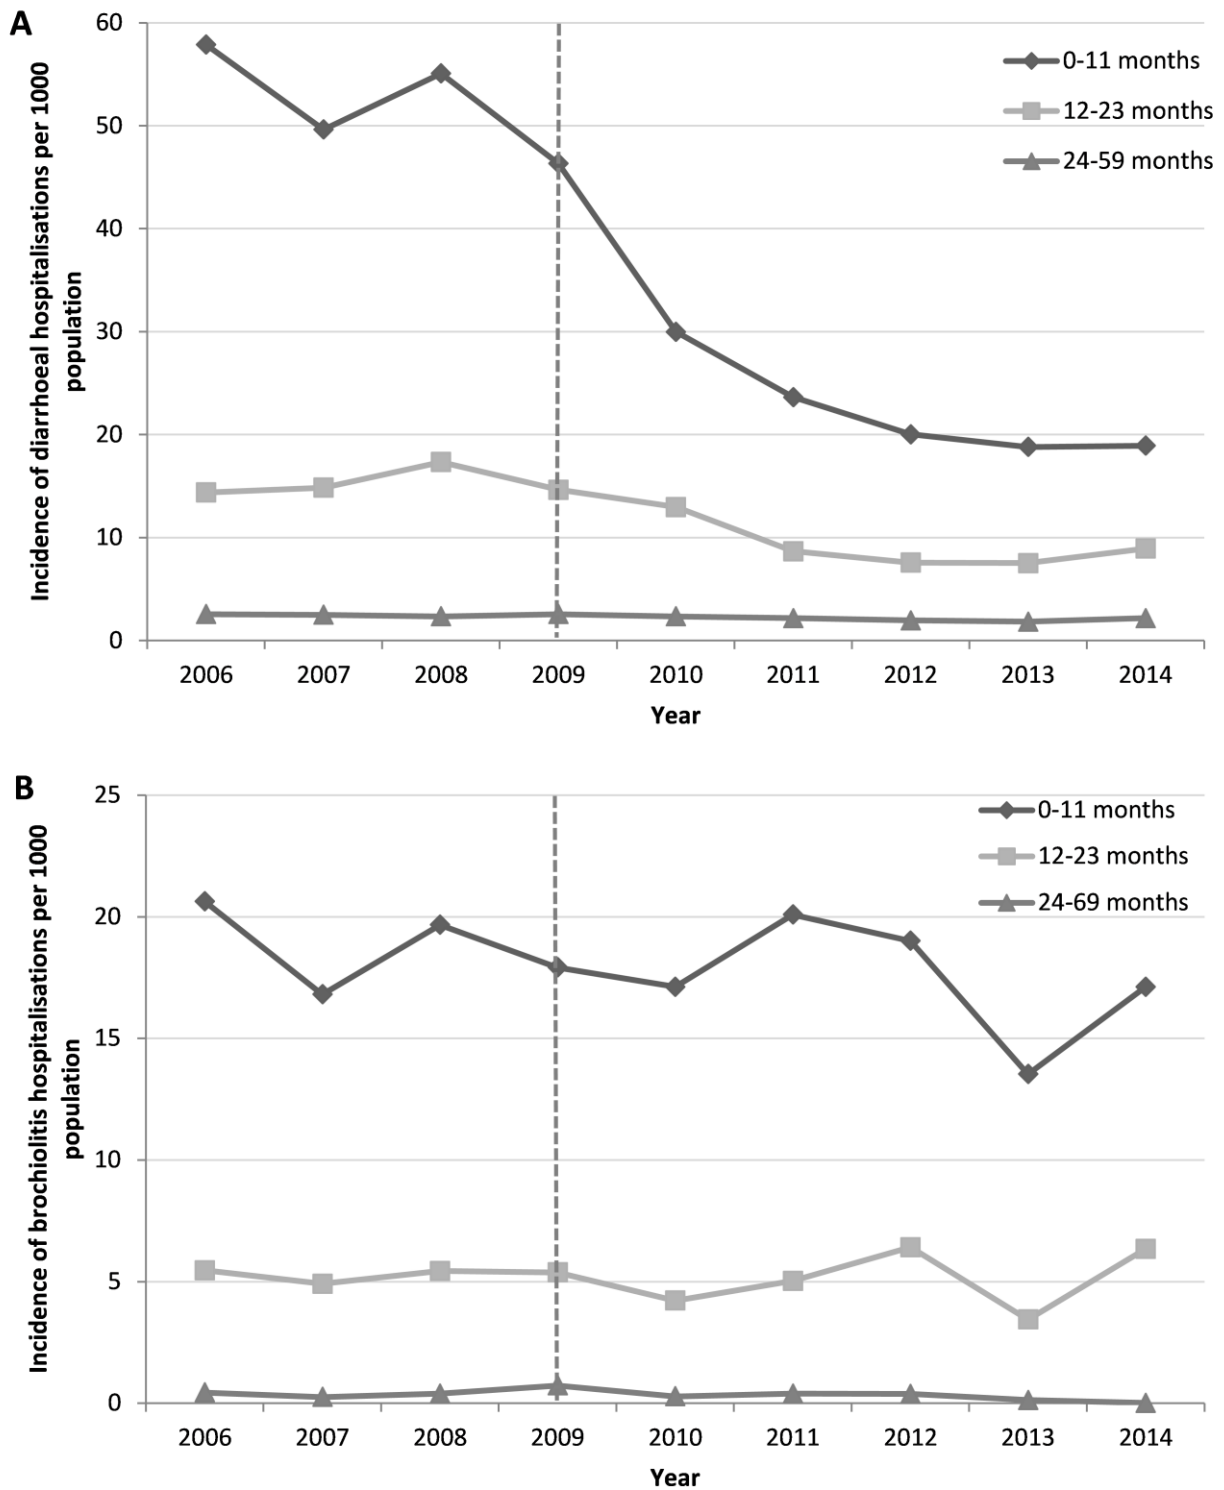 A
Incidence of diarrhoeal hospitalisations per 1000
population
60
50
40
30
20
10
0
0-11 months
12-23 months
24-59 months
2006 2007 2008 2009 2010 2011 2012 2013 2014
Year
B
Incidence of brochiolitis hospitalisations per 1000
population
25
20
15
10
5
0
0-11 months
12-23 months
24-69 months
2006 2007 2008 2009 2010 2011 2012 2013 2014
Year